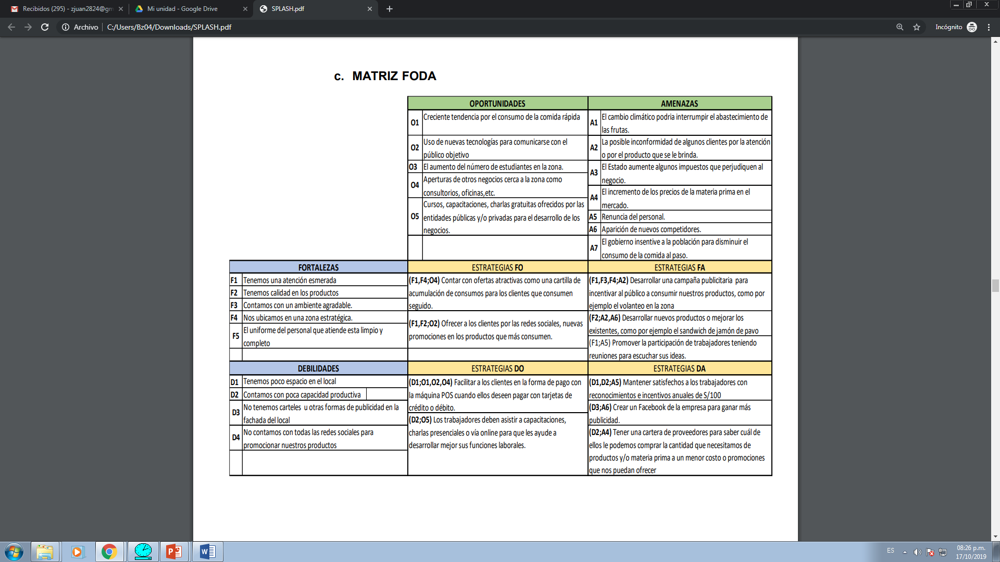 Recibidos (295) - zjuan2824@gm
Mi unidad - Google Drive
SPLASH.pdf
Archivo
C:/Users/Bz04/Downloads/SPLASH.pdf
Incógnito
c. MATRIZ FODA
OPORTUNIDADES
O1 Creciente tendencia por el consumo de la comida rápida
O2 Uso de nuevas tecnologías para comunicarse con el
público objetivo
O3 El aumento del número de estudiantes en la zona.
O4 Aperturas de otros negocios cerca a la zona como
consultorios, oficinas,etc.
O5 Cursos, capacitaciones, charlas gratuitas ofrecidos por las
entidades públicas y/o privadas para el desarrollo de los
negocios.
AMENAZAS
A1 El cambio climático podria interrumpir el abastecimiento de
las frutas.
A2 La posible inconformidad de algunos clientes por la atención
o por el producto que se le brinda.
A3 El Estado aumente algunos impuestos que perjudiquen al
negocio.
A4 El incremento de los precios de la materia prima en el
mercado.
A5 Renuncia del personal.
A6 Aparición de nuevos competidores.
A7 El gobierno insentive a la población para disminuir el
consumo de la comida al paso.
FORTALEZAS
F1 Tenemos una atención esmerada
F2 Tenemos calidad en los productos
F3 Contamos con un ambiente agradable.
F4 Nos ubicamos en una zona estratégica.
F5 El uniforme del personal que atiende esta limpio y
completo
ESTRATEGIAS FO
(F1,F4;O4) Contar con ofertas atractivas como una cartilla de
acumulación de consumos para los clientes que consumen
seguido.
(F1,F2;O2) Ofrecer a los clientes por las redes sociales, nuevas
promociones en los productos que más consumen.
ESTRATEGIAS FA
(F1,F3,F4;A2) Desarrollar una campaña publicitaria para
incentivar al público a consumir nuestros productos, como por
ejemplo el volanteo en la zona
(F2;A2,A6) Desarrollar nuevos productos o mejorar los
existentes, como por ejemplo el sandwich de jamón de pavo
(F1;A5) Promover la participación de trabajadores teniendo
reuniones para escuchar sus ideas.
DEBILIDADES
D1 Tenemos poco espacio en el local
D2 Contamos con poca capacidad productiva
D3 No tenemos carteles u otras formas de publicidad en la
fachada del local
D4 No contamos con todas las redes sociales para
promocionar nuestros productos
ESTRATEGIAS DO
(D1;O1,O2,O4) Facilitar a los clientes en la forma de pago con
la máquina POS cuando ellos deseen pagar con tarjetas de
crédito o débito.
(D2;O5) Los trabajadores deben asistir a capacitaciones,
charlas presenciales o vía online para que les ayude a
desarrollar mejor sus funciones laborales.
ESTRATEGIAS DA
(D1,D2;A5) Mantener satisfechos a los trabajadores con
reconocimientos e incentivos anuales de S/100
(D3;A6) Crear un Facebook de la empresa para ganar más
publicidad.
(D2;A4) Tener una cartera de proveedores para saber cuál de
ellos le podemos comprar la cantidad que necesitamos de
productos y/o materia prima a un menor costo o promociones
que nos puedan ofrecer
ES
08:26 p.m.
17/10/2019